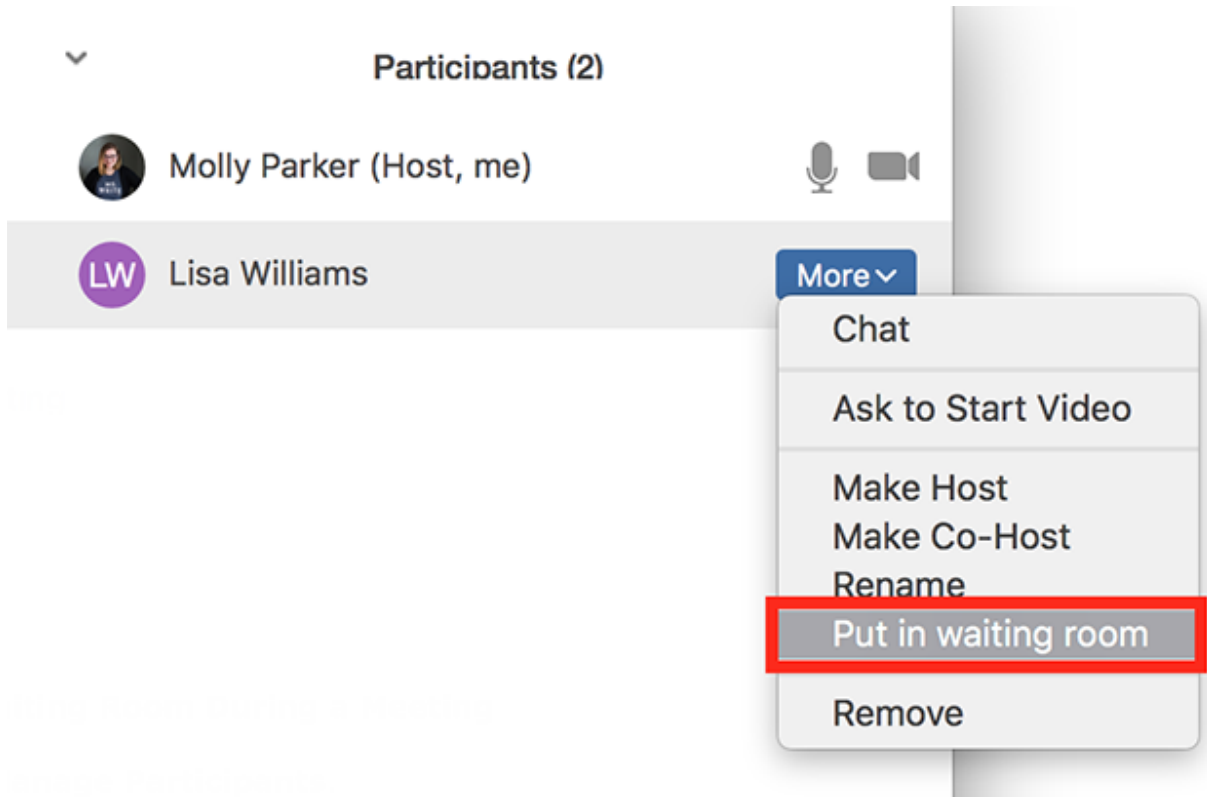 Participants (2)
Molly Parker (Host, me)
LW Lisa Williams More
Chat
Ask to Start Video
Make Host
Make Co-Host
Rename
Put in waiting room
Remove